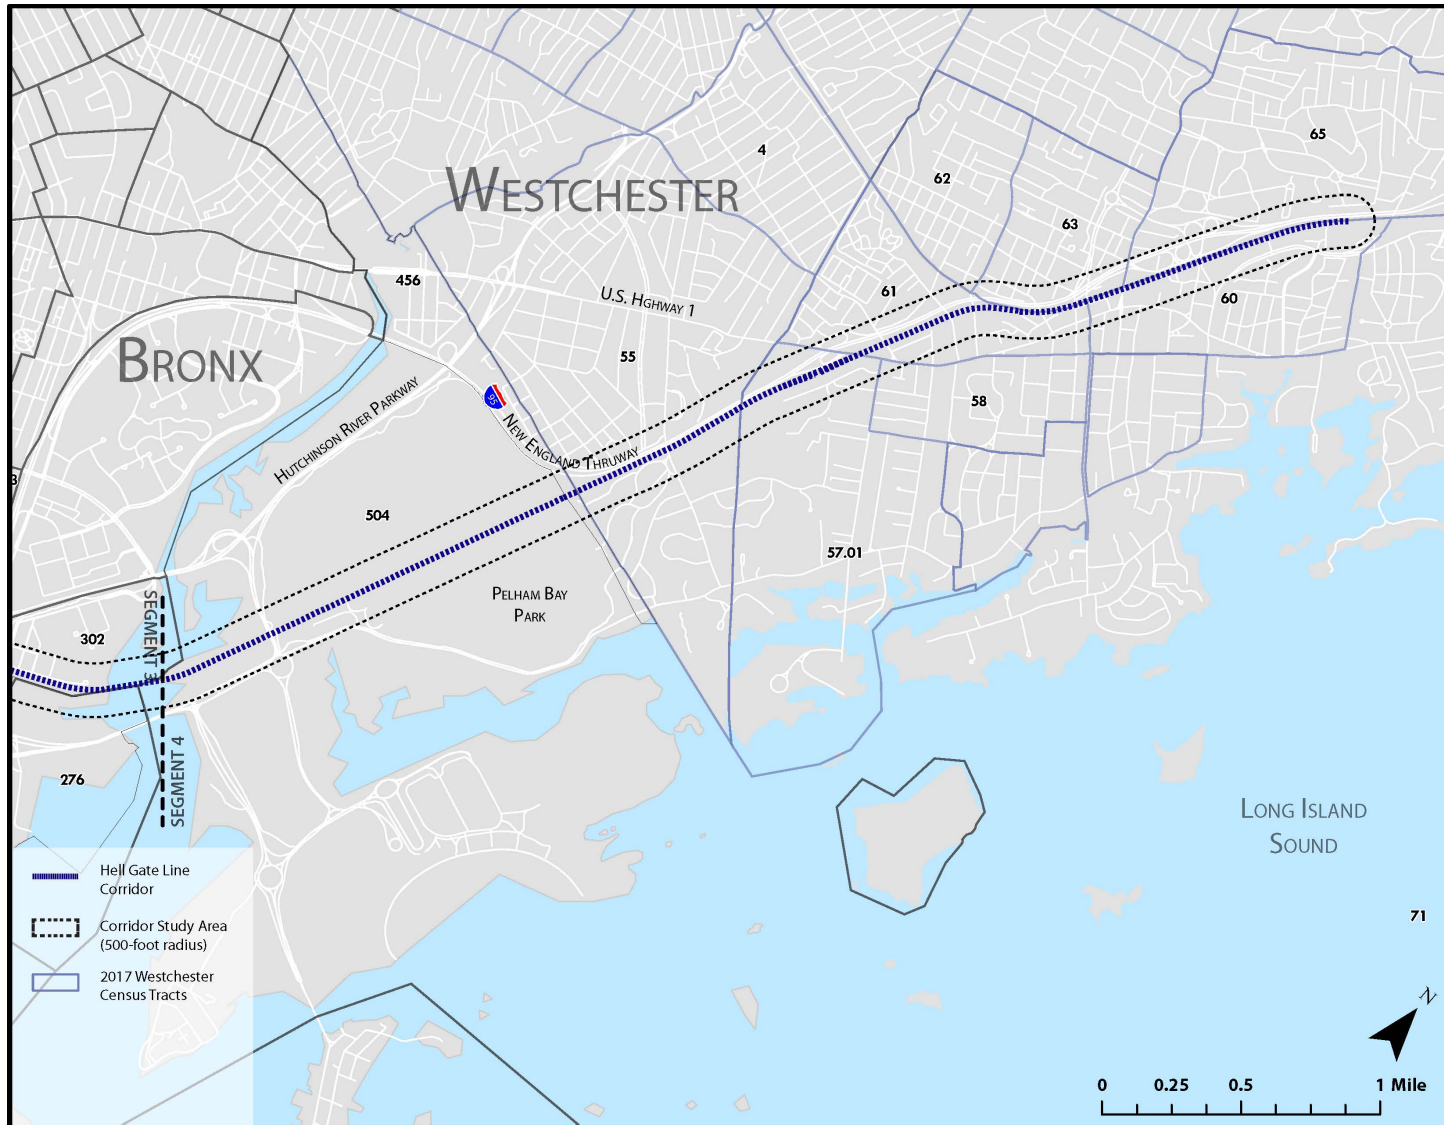 65
4
WESTCHESTER
62
63
456
61
U.S. HGHWAY 1
60
BRONX
55
58
95
HUTCHINSON RIVER PARKWAY
NEW ENGLAND THRUWAY
3
504
57.01
PELHAM BAY
PARK
302
SEGMENT 3
SEGMENT 4
276
LONG ISLAND
SOUND
71
Hell Gate Line
Corridor
Corridor Study Area
(500-foot radius)
2017 Westchester
Census Tracts
N
0 0.25 0.5 1 Mile